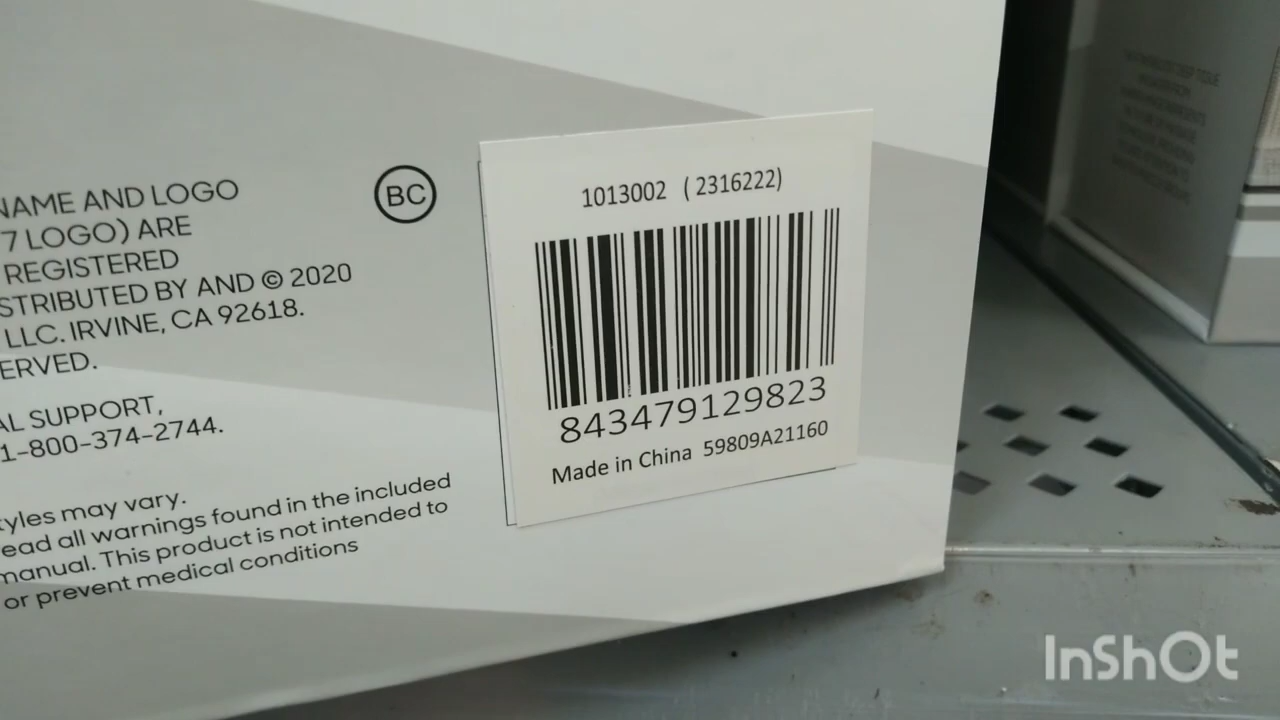 NAME AND LOGO
7 LOGO) ARE
REGISTERED
STRIBUTED BY AND © 2020
LLC. IRVINE, CA 92618.
ERVED.
AL SUPPORT,
1-800-374-2744.
tyles may vary.
ead all warnings found in the included
manual. This product is not intended to
or prevent medical conditions
BC
1013002 ( 2316222)
843479129823
Made in China 59809A21160
InShOt